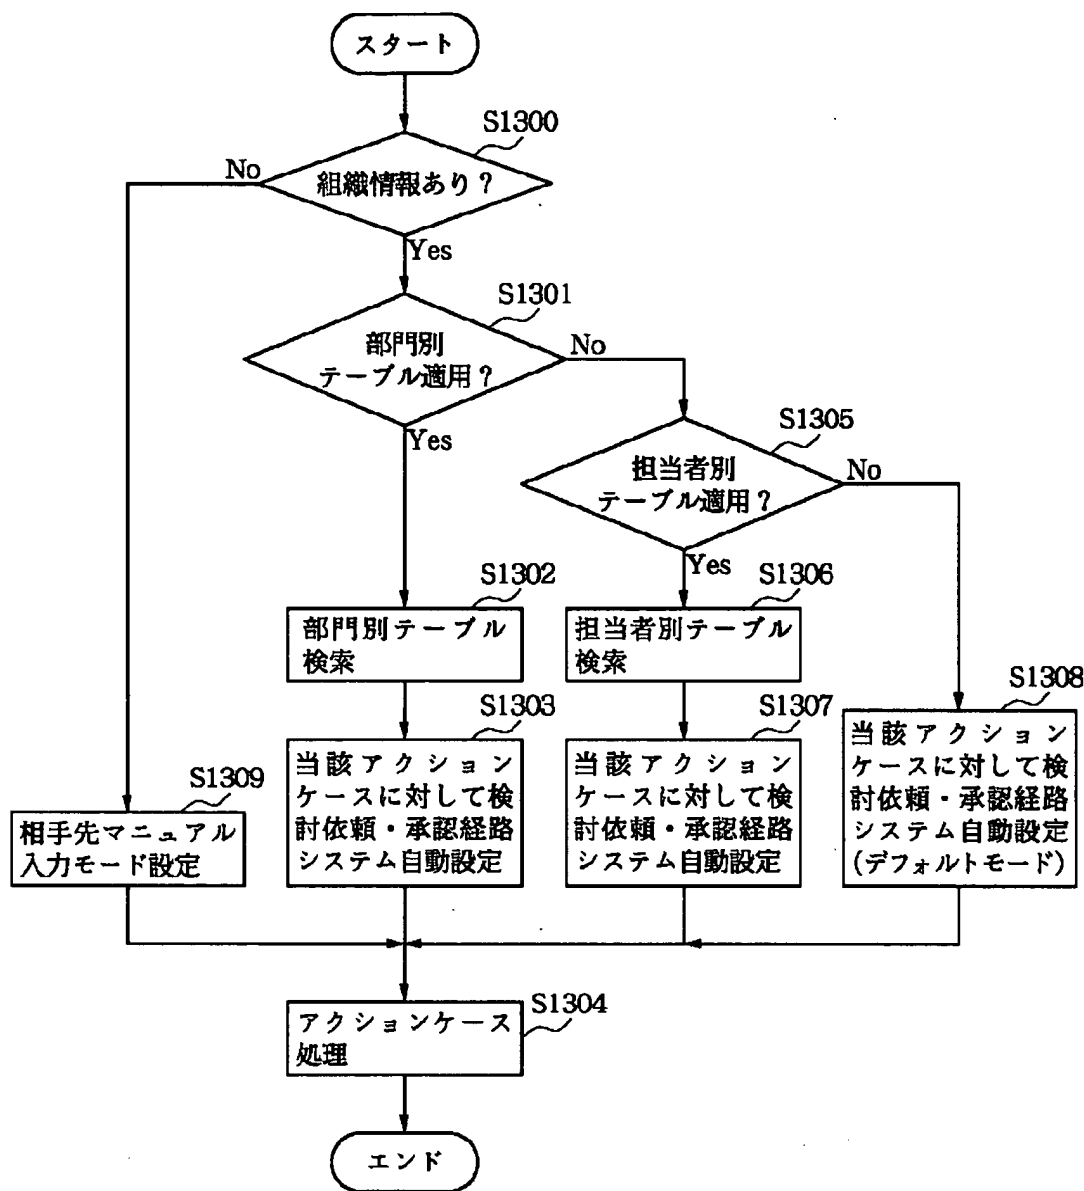 スタート
S1300
No
組織情報あり？
Yes
S1301
部門別
テーブル適用？
No
Yes
S1305
担当者別
テーブル適用？
No
Yes
S1302
部門別テーブル
検索
S1306
担当者別テーブル
検索
S1303
当該アクション
ケースに対して検
討依頼・承認経路
システム自動設定
S1307
当該アクション
ケースに対して検
討依頼・承認経路
システム自動設定
S1308
当該アクション
ケースに対して検
討依頼・承認経路
システム自動設定
(デフォルトモード)
S1309
相手先マニュアル
入力モード設定
S1304
アクションケース
処理
エンド